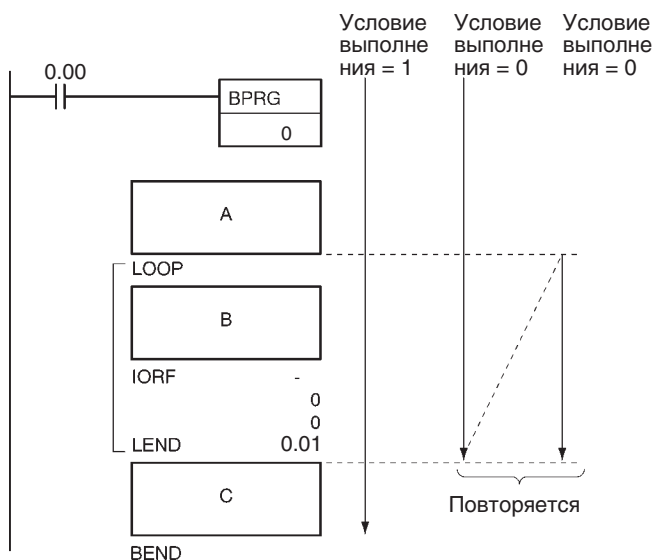 Условие
выполне
ния = 1
Условие
выполне
ния = 0
Условие
выполне
ния = 0
0.00
BPRG
0
A
LOOP
B
IORF -
0
0
LEND 0.01
C
Повторяется
BEND